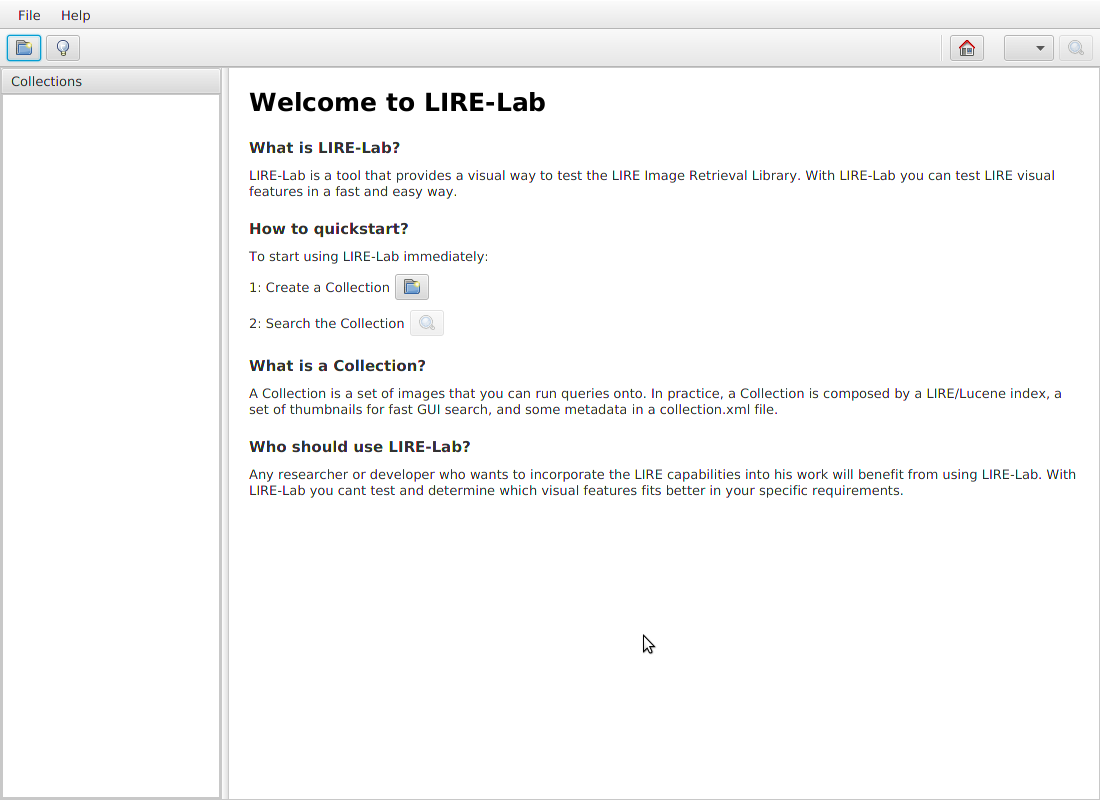 File Help
Collections
Welcome to LIRE-Lab
What is LIRE-Lab?
LIRE-Lab is a tool that provides a visual way to test the LIRE Image Retrieval Library. With LIRE-Lab you can test LIRE visual
features in a fast and easy way.
How to quickstart?
To start using LIRE-Lab immediately:
1: Create a Collection
2: Search the Collection
What is a Collection?
A Collection is a set of images that you can run queries onto. In practice, a Collection is composed by a LIRE/Lucene index, a
set of thumbnails for fast GUI search, and some metadata in a collection.xml file.
Who should use LIRE-Lab?
Any researcher or developer who wants to incorporate the LIRE capabilities into his work will benefit from using LIRE-Lab. With
LIRE-Lab you cant test and determine which visual features fits better in your specific requirements.